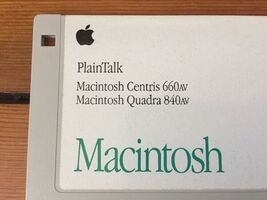 PlainTalk
Macintosh Centris 660AV
Macintosh Quadra 840AV
Macintosh